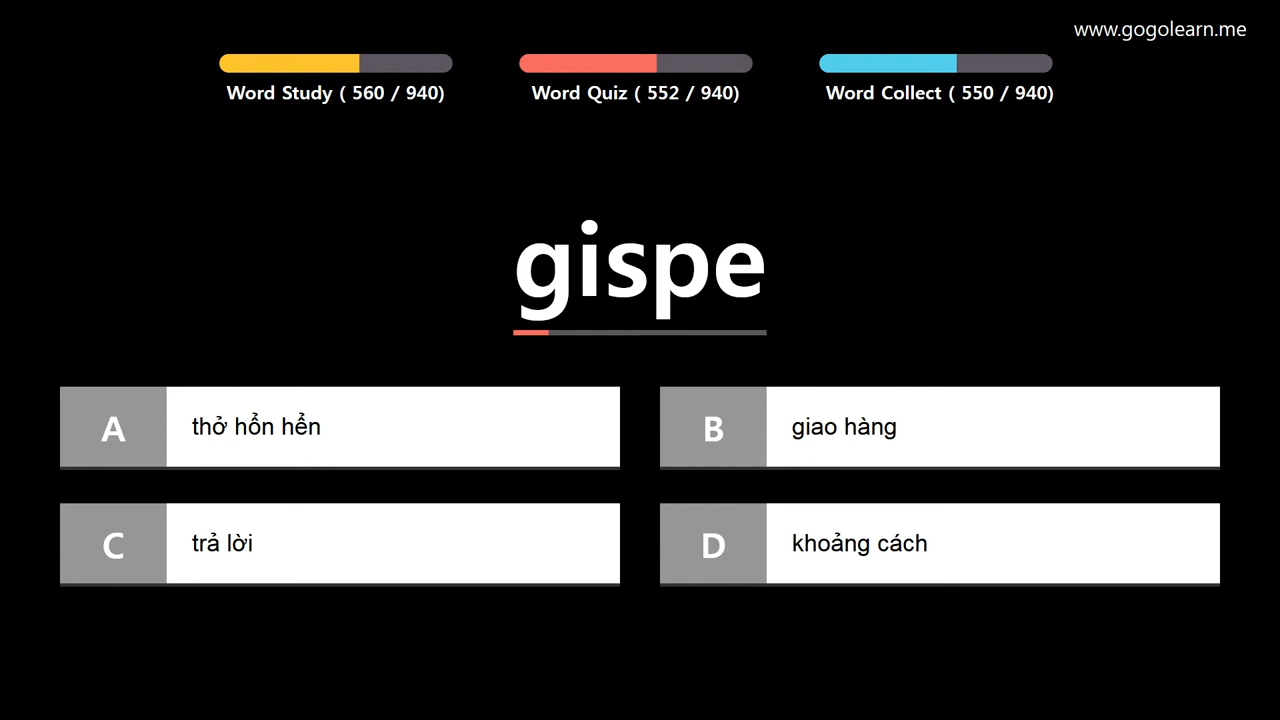 www.gogolearn.me
Word Study ( 560 / 940)
Word Quiz ( 552 / 940)
Word Collect ( 550 / 940)
gispe
A thở hổn hển
B giao hàng
C trả lời
D khoảng cách